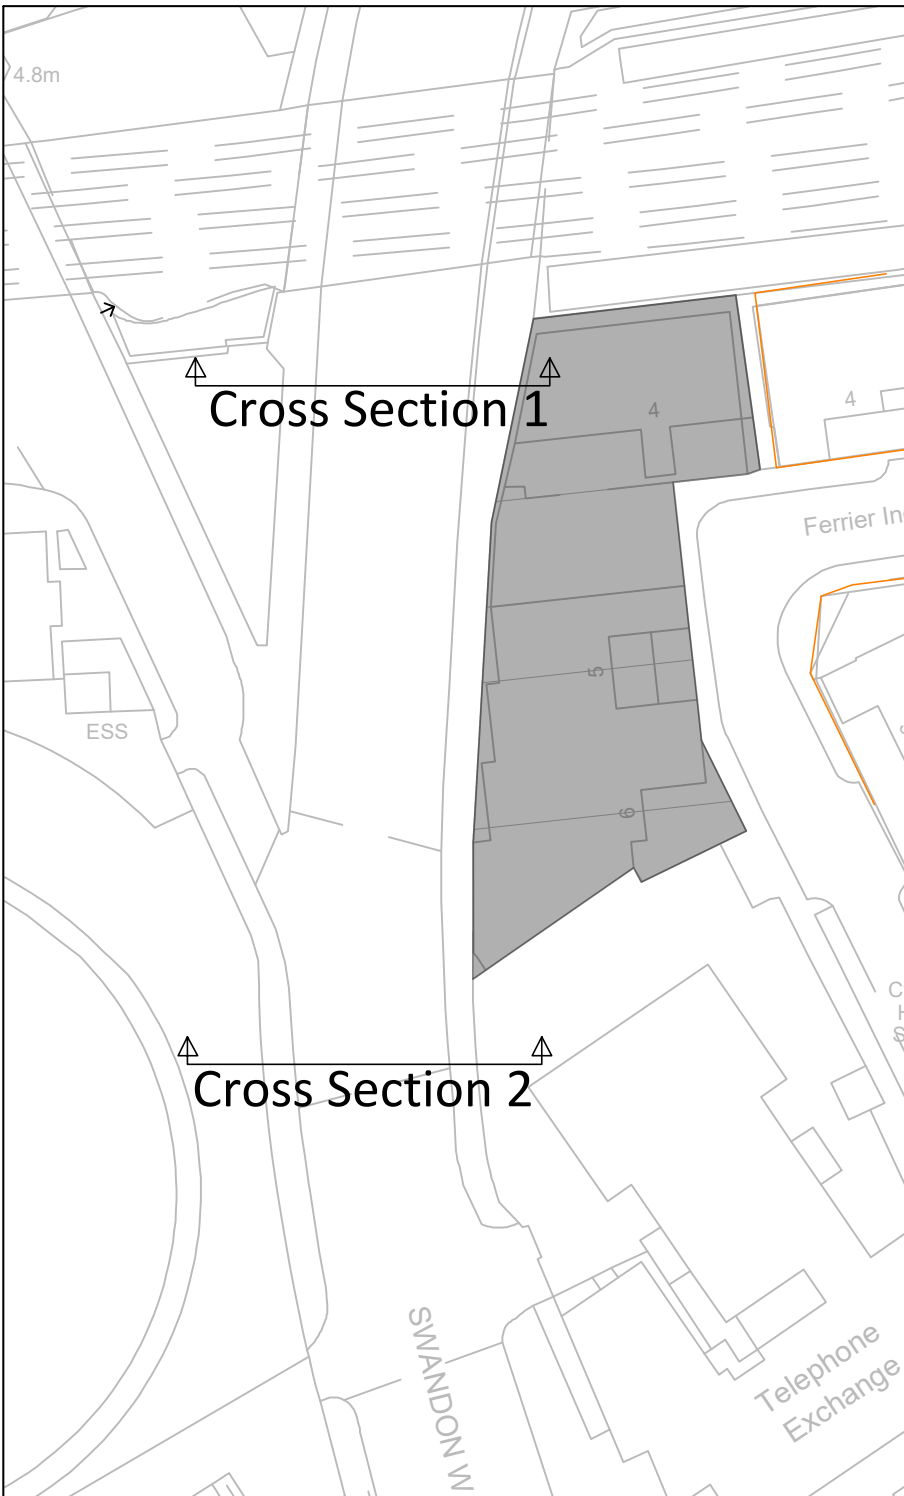 4.8m
Cross Section 1
4
4
Ferrier In
5
ESS
6
C
H
S
Cross Section 2
SWANDON W
Telephone
Exchange